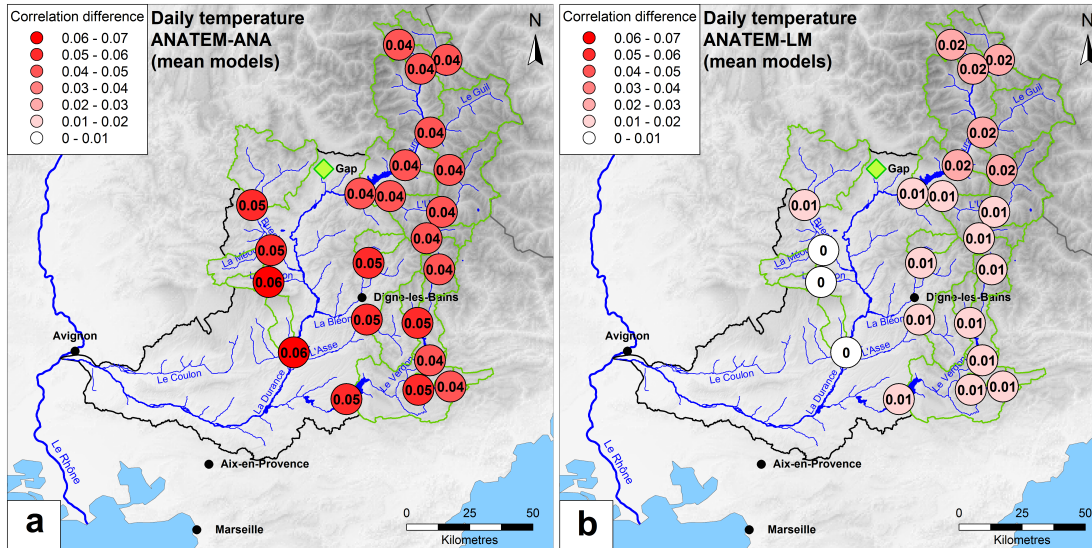 Correlation difference
0.06 - 0.07
0.05 - 0.06
0.04 - 0.05
0.03 - 0.04
0.02 - 0.03
0.01 - 0.02
0 - 0.01
Daily temperature
ANATEM-ANA
(mean models)
N
0.04
0.04
0.04
Le Guil
0.04
0.04
0.04
Gap
0.04
0.04
0.04
0.05
0.04
0.05
0.05
0.04
0.06
Digne-les-Bains
0.05
0.05
La Bléone
Avignon
0.06
L'Asse
0.04
Le Coulon
Le Verdon
0.05
0.04
0.05
La Durance
Le Rhône
Aix-en-Provence
Marseille
0 25 50
Kilometres
a
Correlation difference
0.06 - 0.07
0.05 - 0.06
0.04 - 0.05
0.03 - 0.04
0.02 - 0.03
0.01 - 0.02
0 - 0.01
Daily temperature
ANATEM-LM
(mean models)
N
0.02
0.02
0.02
Le Guil
0.02
0.02
0.02
Gap
0.01
0.01
0.01
0.01
0.01
0
0.01
0.01
0
Digne-les-Bains
0.01
0.01
La Bléone
Avignon
0
L'Asse
0.01
Le Coulon
Le Verdon
0.01
0.01
0.01
La Durance
Le Rhône
Aix-en-Provence
Marseille
0 25 50
Kilometres
b